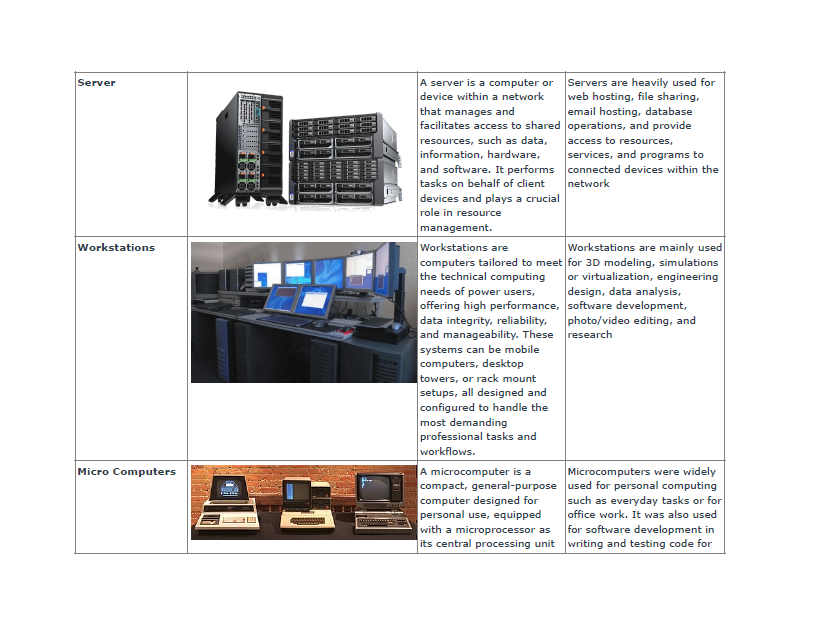 Server
A server is a computer or
device within a network
that manages and
facilitates access to shared
resources, such as data,
information, hardware,
and software. It performs
tasks on behalf of client
devices and plays a crucial
role in resource
management.
Servers are heavily used for
web hosting, file sharing,
email hosting, database
operations, and provide
access to resources,
services, and programs to
connected devices within the
network
Workstations
Workstations are
computers tailored to meet
the technical computing
needs of power users,
offering high performance,
data integrity, reliability,
and manageability. These
systems can be mobile
computers, desktop
towers, or rack mount
setups, all designed and
configured to handle the
most demanding
professional tasks and
workflows.
Workstations are mainly used
for 3D modeling, simulations
or virtualization, engineering
design, data analysis,
software development,
photo/video editing, and
research
Micro Computers
A microcomputer is a
compact, general-purpose
computer designed for
personal use, equipped
with a microprocessor as
its central processing unit
Microcomputers were widely
used for personal computing
such as everyday tasks or for
office work. It was also used
for software development in
writing and testing code for